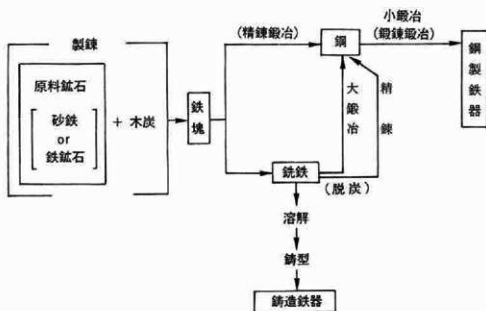 製錬
原料鉱石
砂鉄
or
鉄鉱石
+ 木炭
鉄塊
(精錬鍛冶)
鋼
小鍛冶
(鍛錬鍛冶)
鋼製鉄器
大鍛冶
精錬
銑鉄
(脱炭)
溶解
鋳型
鋳造鉄器